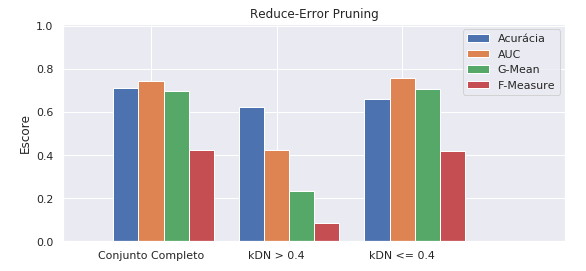 Reduce-Error Pruning
1.0
0.8
0.6
0.4
0.2
0.0
Escore
Acurácia
AUC
G-Mean
F-Measure
Conjunto Completo
kDN > 0.4
kDN <= 0.4